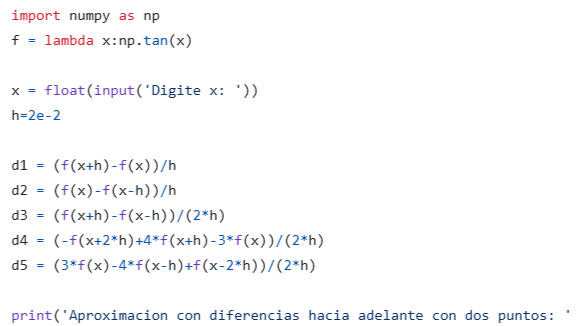 import numpy as np
f = lambda x:np.tan(x)
x = float(input('Digite x: '))
h=2e-2
d1 = (f(x+h)-f(x))/h
d2 = (f(x)-f(x-h))/h
d3 = (f(x+h)-f(x-h))/(2*h)
d4 = (-f(x+2*h)+4*f(x+h)-3*f(x))/(2*h)
d5 = (3*f(x)-4*f(x-h)+f(x-2*h))/(2*h)
print('Aproximacion con diferencias hacia adelante con dos puntos: '